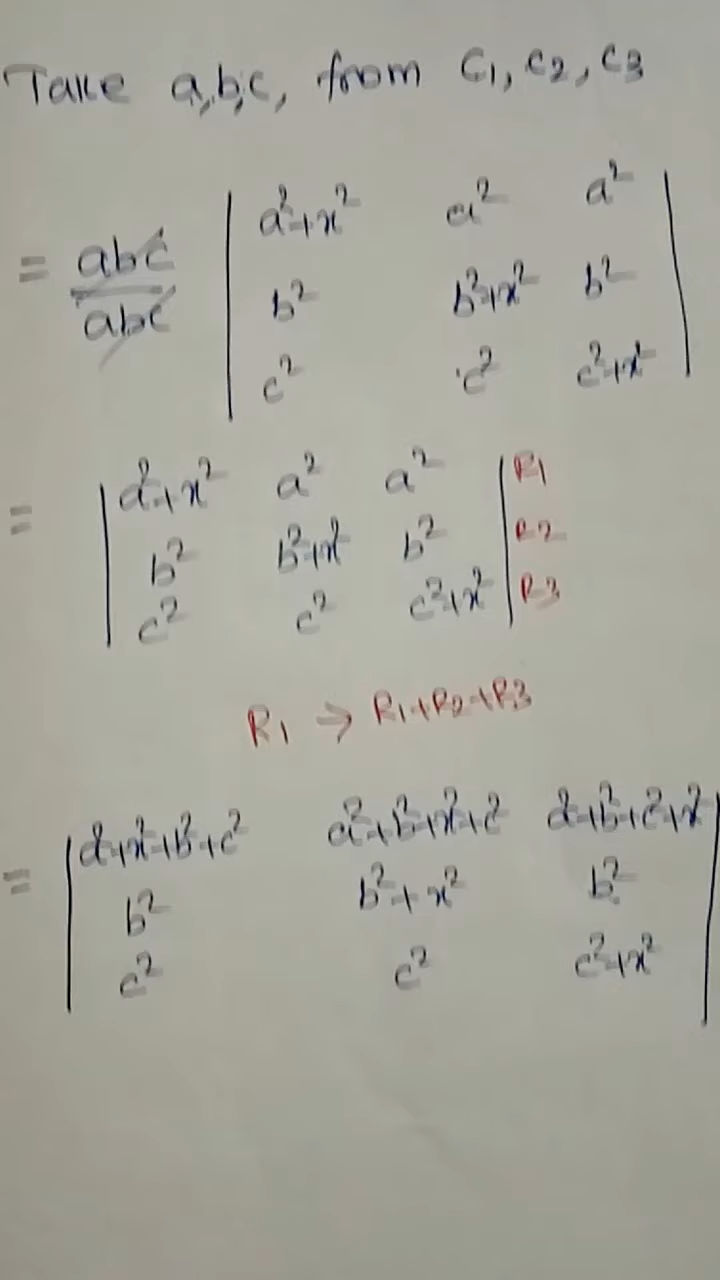 Take a,b,c, from C1, C2, C3
= abc/abc | a²+x² a² a² |
| b² b²+x² b² |
| c² c² c²+x² |
= | a²+x² a² a² | R1
| b² b²+x² b² | R2
| c² c² c²+x² | R3
R1 → R1+R2+R3
= | a²+x²+b²+c² a²+b²+x²+c² a²+b²+c²+x² |
| b² b²+x² b² |
| c² c² c²+x² |